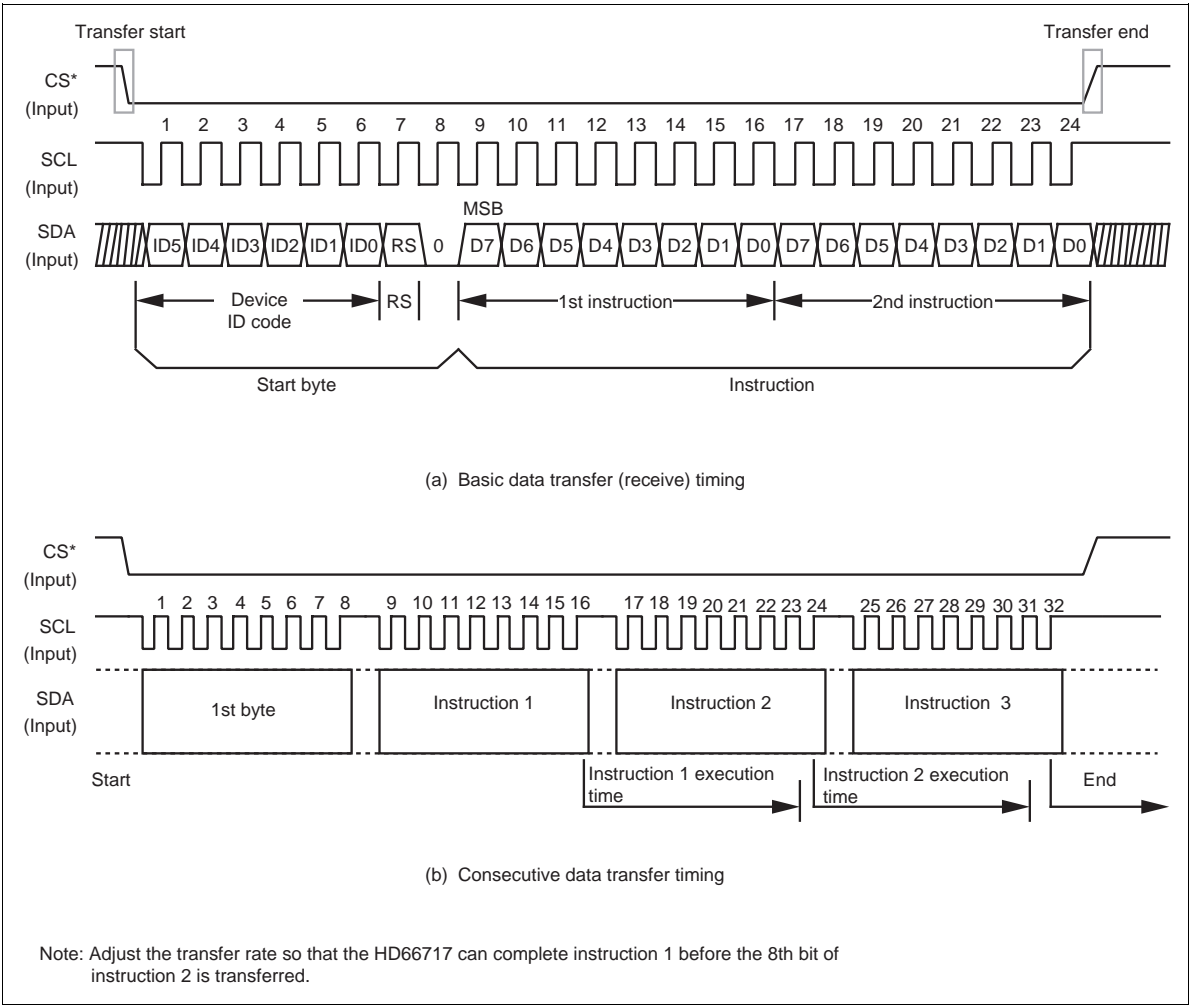 Transfer start
Transfer end
CS*
(Input)
1 2 3 4 5 6 7 8 9 10 11 12 13 14 15 16 17 18 19 20 21 22 23 24
SCL
(Input)
MSB
SDA
(Input)
ID5 ID4 ID3 ID2 ID1 ID0 RS 0 D7 D6 D5 D4 D3 D2 D1 D0 D7 D6 D5 D4 D3 D2 D1 D0
Device
ID code
RS
1st instruction
2nd instruction
Start byte
Instruction
(a) Basic data transfer (receive) timing
CS*
(Input)
1 2 3 4 5 6 7 8 9 10 11 12 13 14 15 16 17 18 19 20 21 22 23 24 25 26 27 28 29 30 31 32
SCL
(Input)
SDA
(Input)
1st byte
Instruction 1
Instruction 2
Instruction 3
Start
Instruction 1 execution
time
Instruction 2 execution
time
End
(b) Consecutive data transfer timing
Note: Adjust the transfer rate so that the HD66717 can complete instruction 1 before the 8th bit of
instruction 2 is transferred.